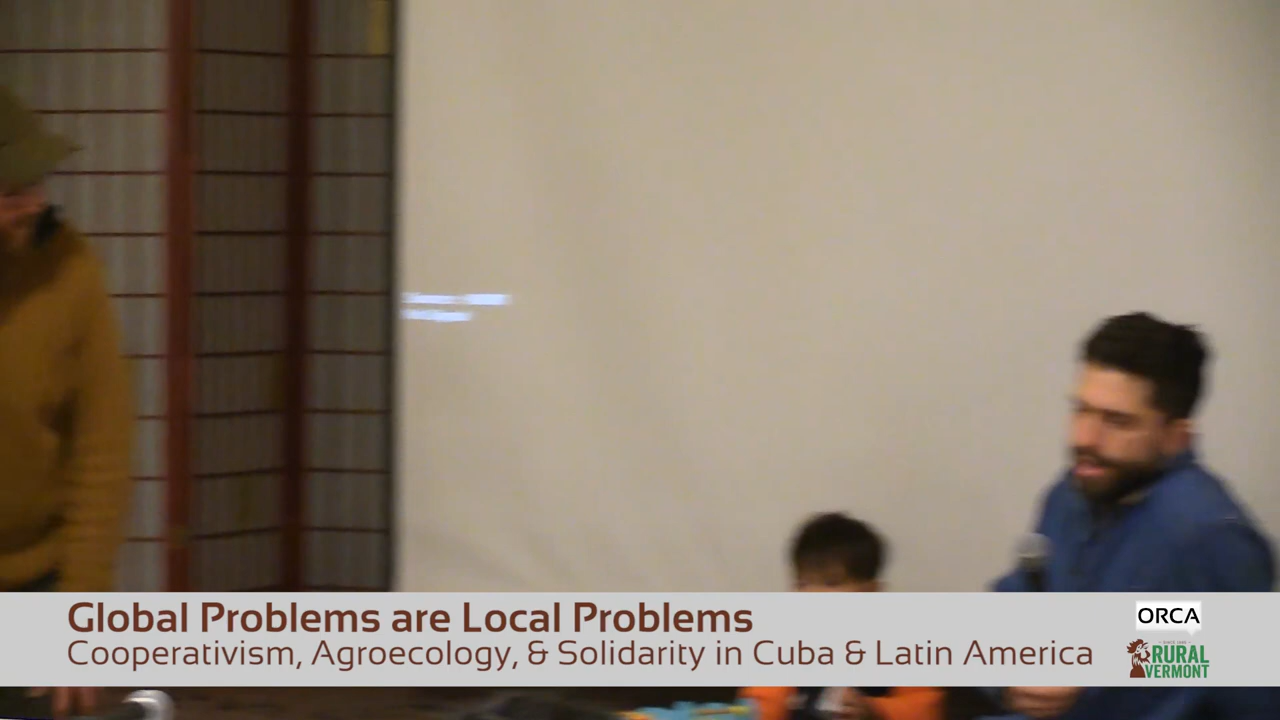 Global Problems are Local Problems
Cooperativism, Agroecology, & Solidarity in Cuba & Latin America
ORCA
RURAL
VERMONT